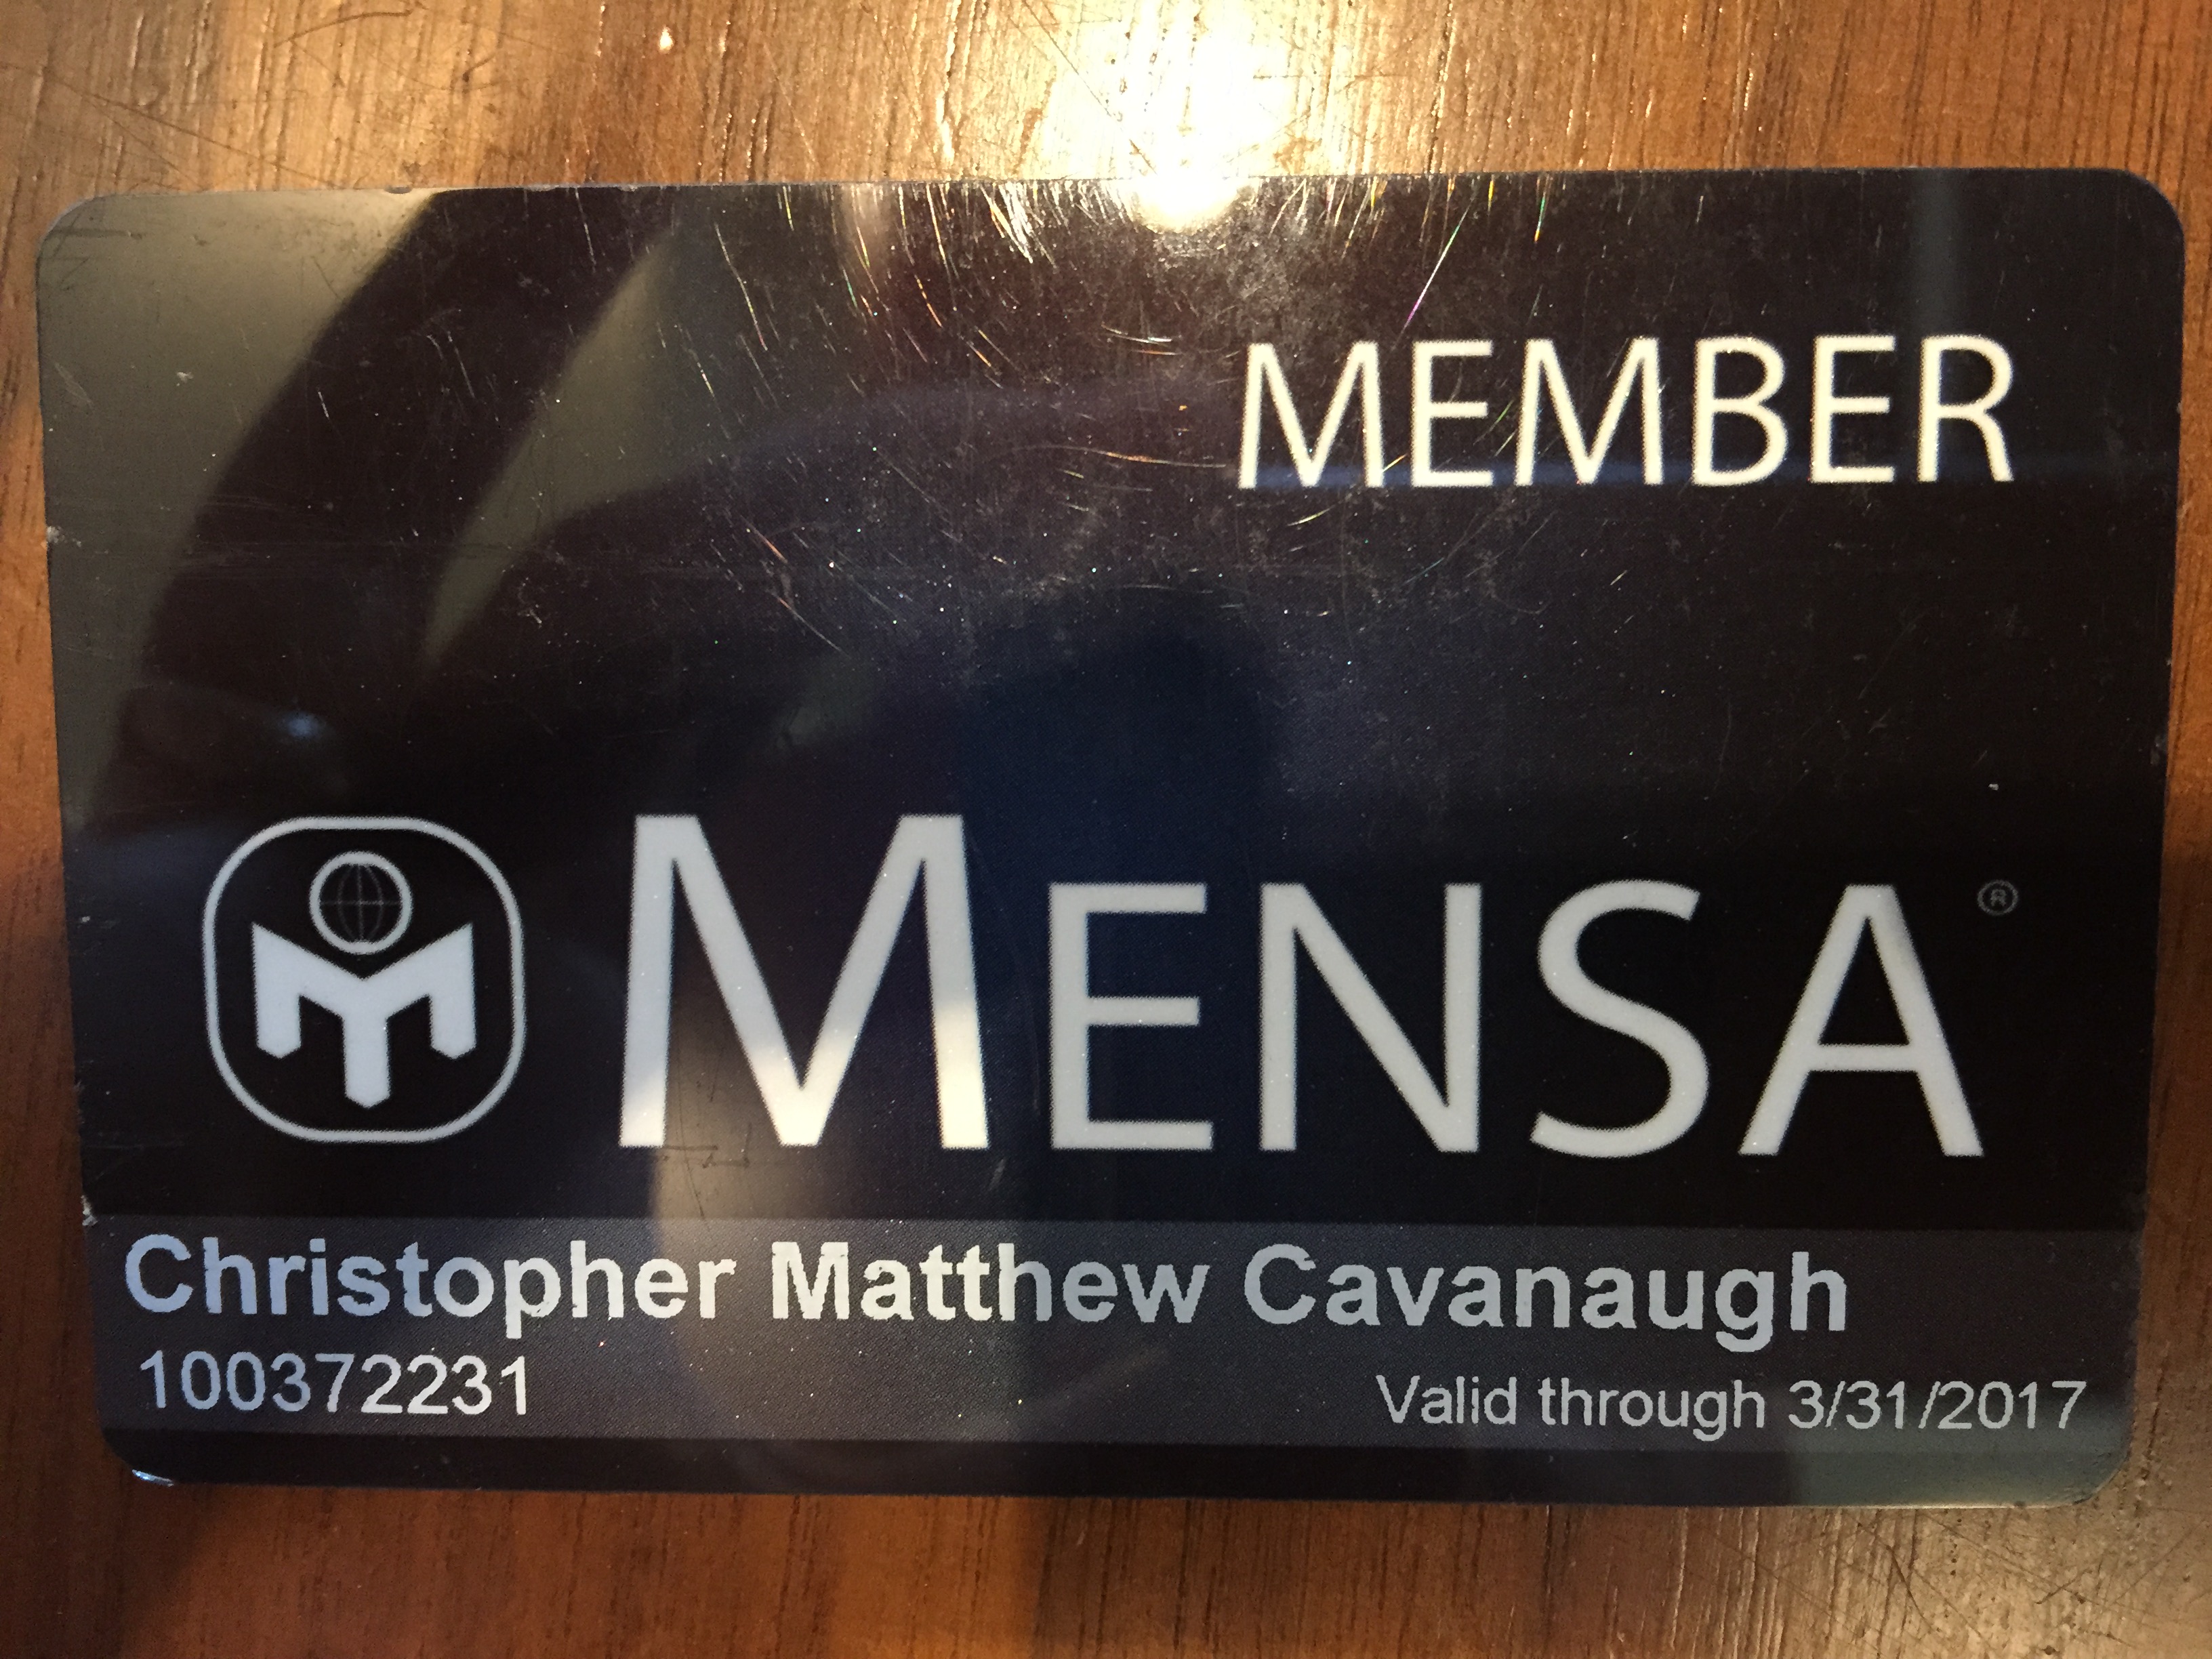 MEMBER
MENSA®
Christopher Matthew Cavanaugh
100372231
Valid through 3/31/2017